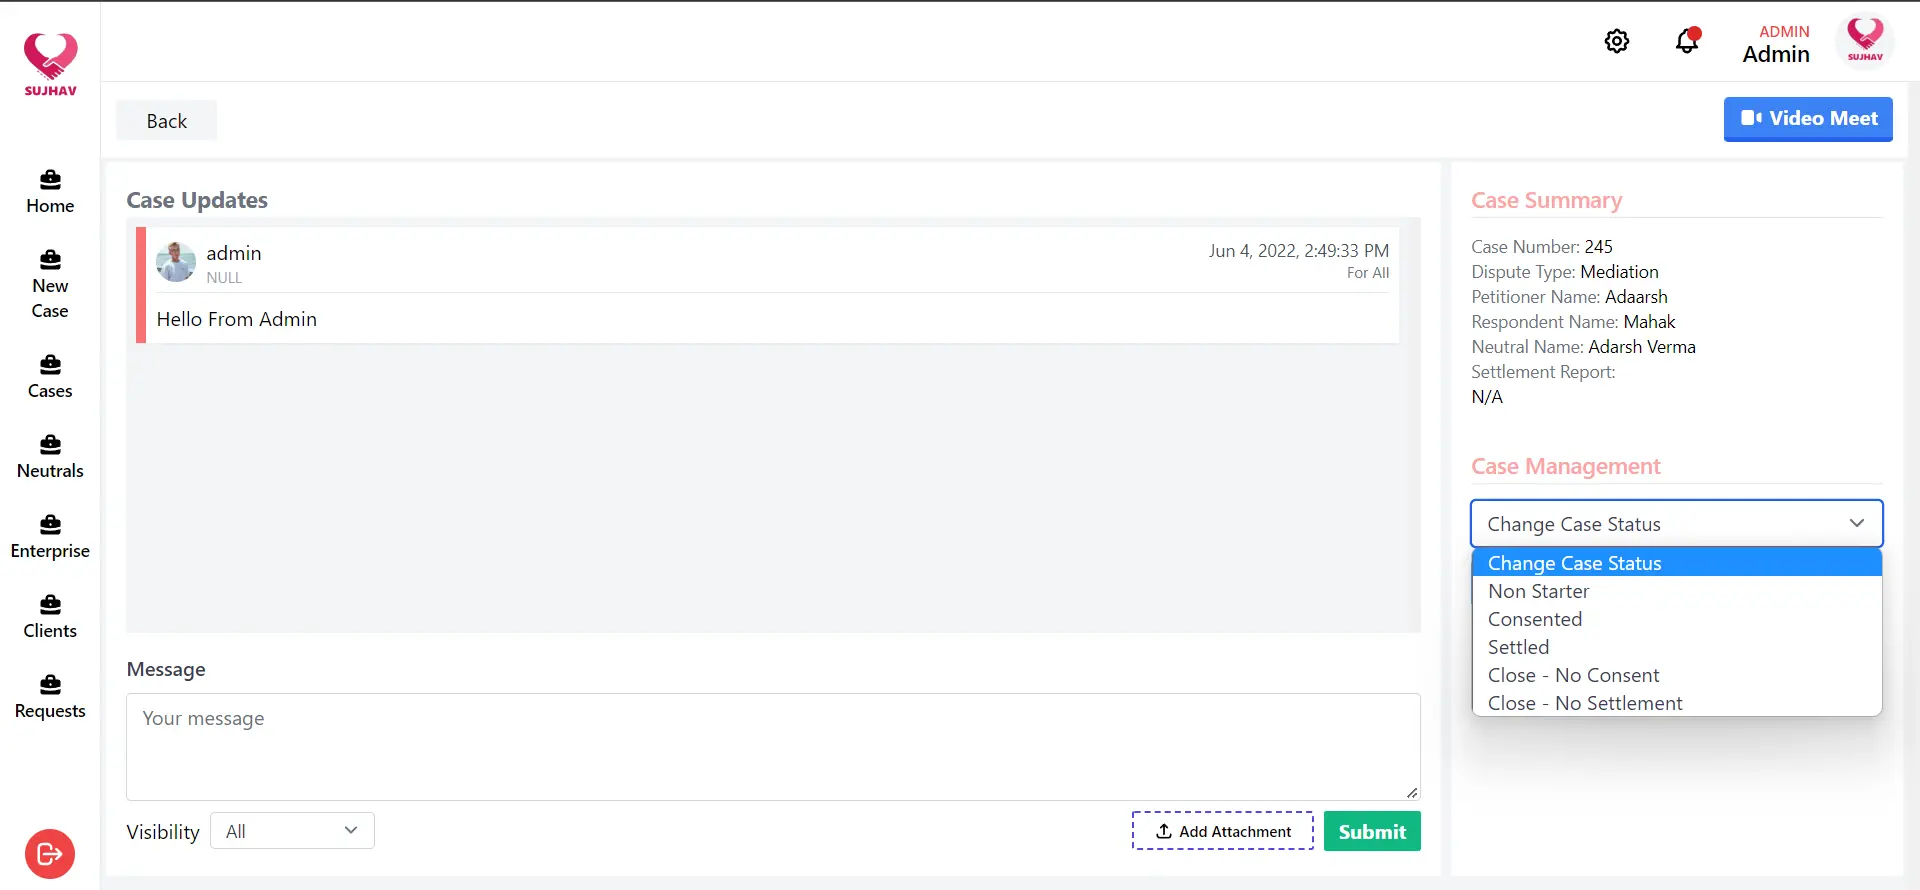 SUJHAV
ADMIN
Admin
SUJHAV
Back
Video Meet
Home
New
Case
Cases
Neutrals
Enterprise
Clients
Requests
Case Updates
admin
NULL
Jun 4, 2022, 2:49:33 PM
For All
Hello From Admin
Message
Your message
Visibility
All
Add Attachment
Submit
Case Summary
Case Number: 245
Dispute Type: Mediation
Petitioner Name: Adaarsh
Respondent Name: Mahak
Neutral Name: Adarsh Verma
Settlement Report:
N/A
Case Management
Change Case Status
Change Case Status
Non Starter
Consented
Settled
Close - No Consent
Close - No Settlement